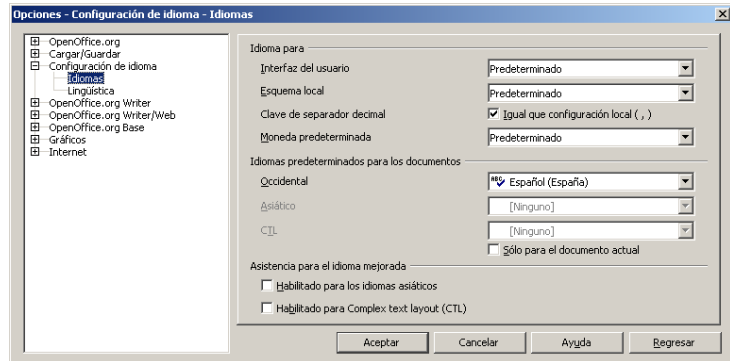 Opciones - Configuración de idioma - Idiomas
OpenOffice.org
Cargar/Guardar
Configuración de idioma
Idiomas
Lingüística
OpenOffice.org Writer
OpenOffice.org Writer/Web
OpenOffice.org Base
Gráficos
Internet
Idioma para
Interfaz del usuario
Predeterminado
Esquema local
Predeterminado
Clave de separador decimal
Igual que configuración local ( , )
Moneda predeterminada
Predeterminado
Idiomas predeterminados para los documentos
Occidental
ABC Español (España)
Asiático
[Ninguno]
CTL
[Ninguno]
Sólo para el documento actual
Asistencia para el idioma mejorada
Habilitado para los idiomas asiáticos
Habilitado para Complex text layout (CTL)
Aceptar
Cancelar
Ayuda
Regresar